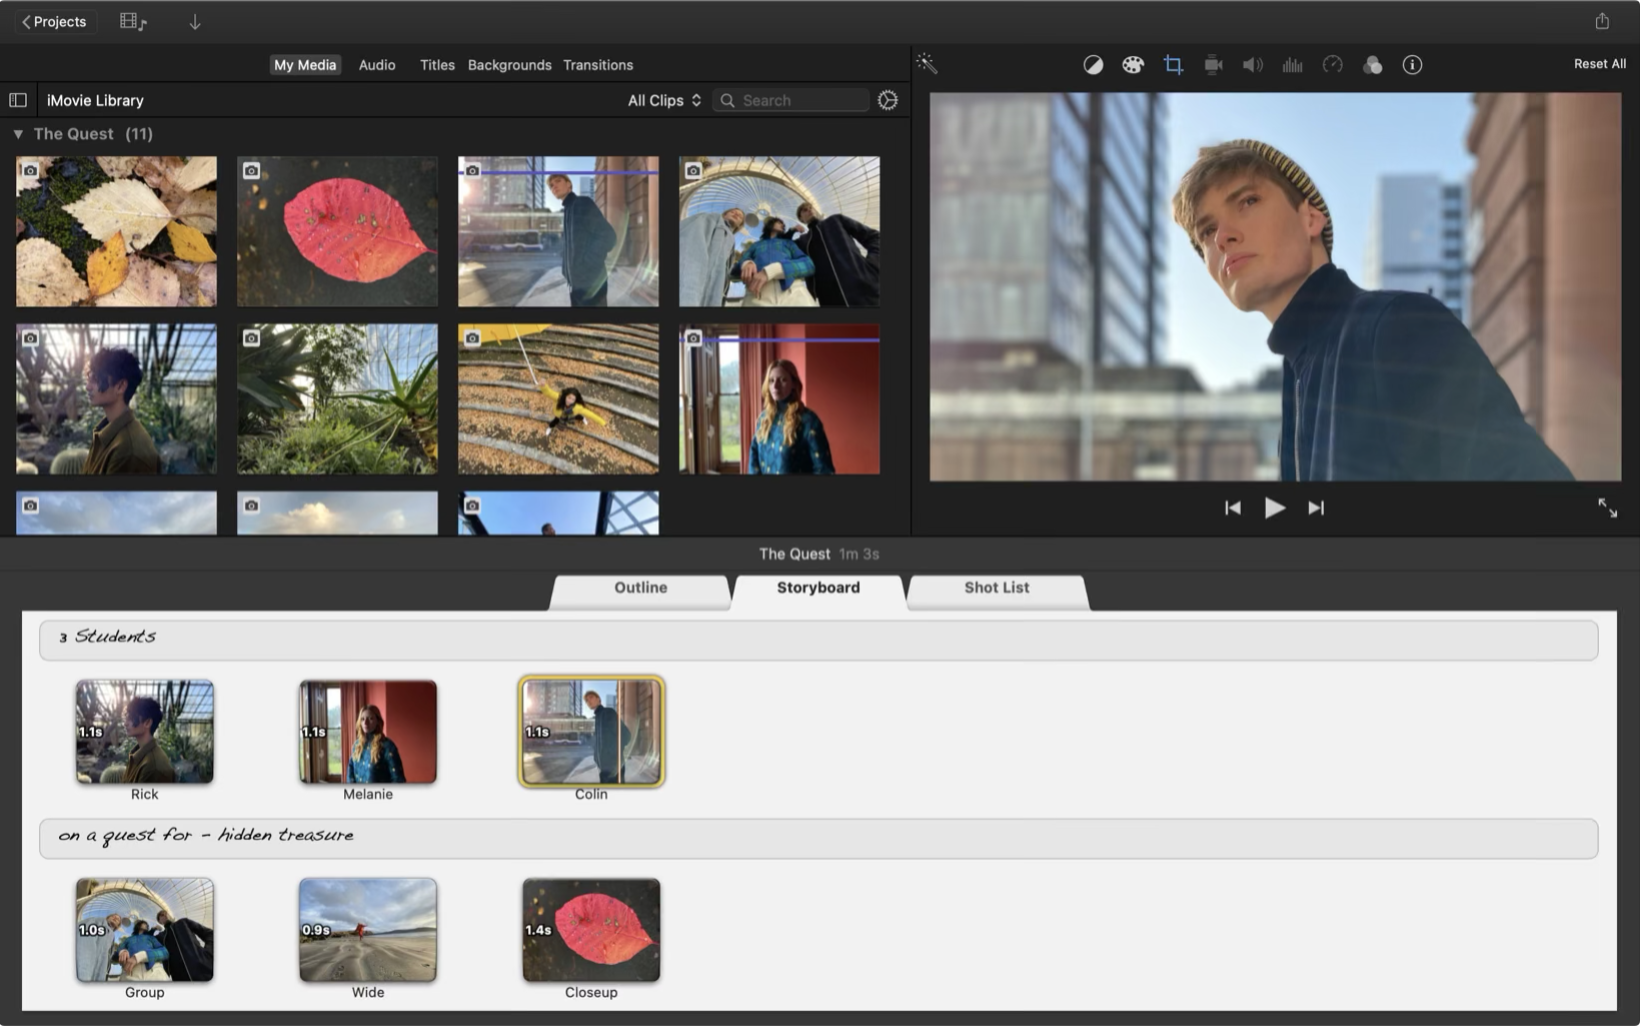 Projects
My Media Audio Titles Backgrounds Transitions
Reset All
iMovie Library
All Clips
Search
The Quest (11)
The Quest 1m 3s
Outline
Storyboard
Shot List
3 Students
1.1s
1.1s
1.1s
Rick
Melanie
Colin
on a quest for - hidden treasure
1.0s
0.9s
1.4s
Group
Wide
Closeup